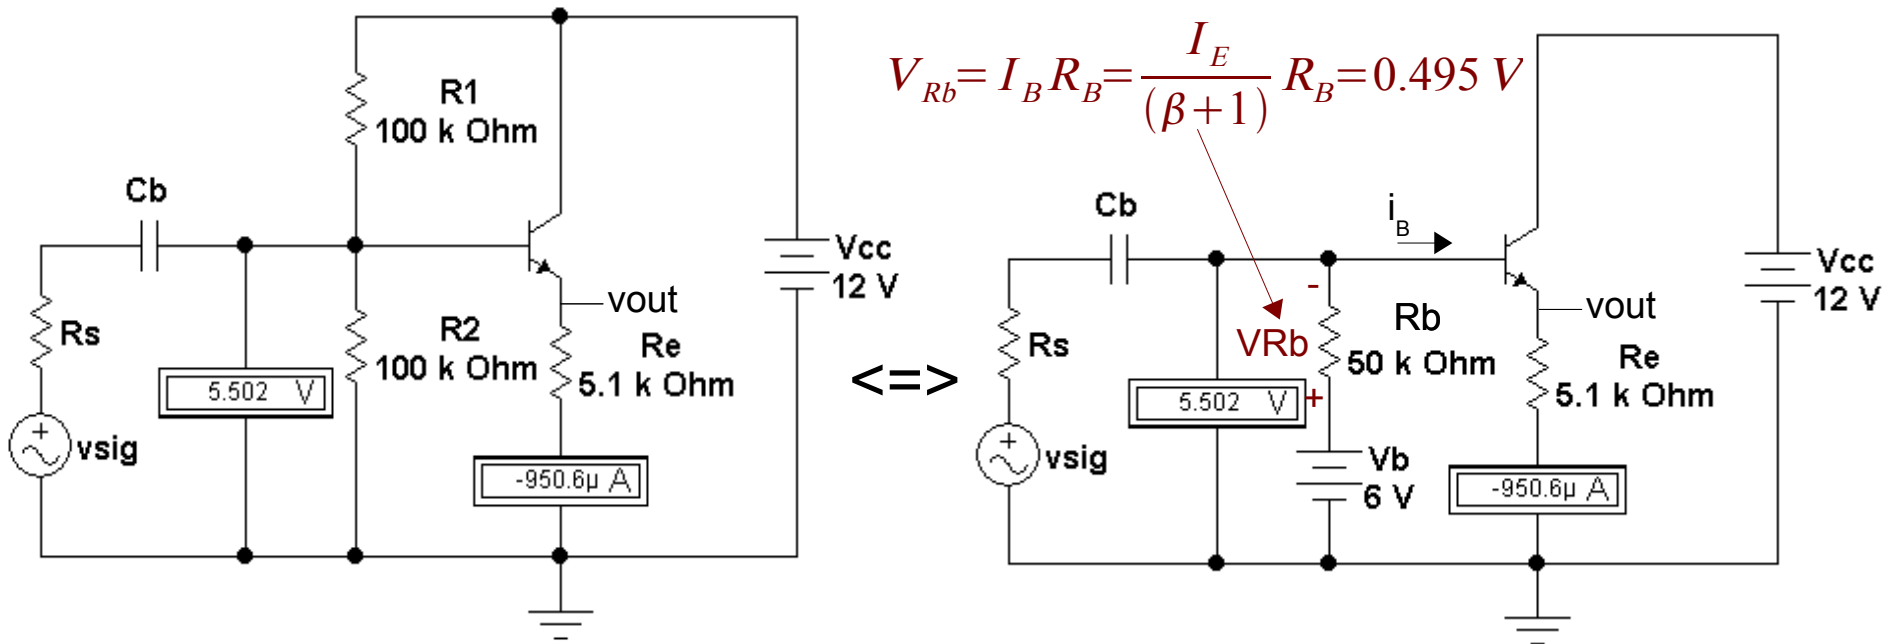 R1
100 k Ohm
Cb
Rs
vsig
5.502 V
R2
100 k Ohm
vout
Re
5.1 k Ohm
-950.6µ A
Vcc
12 V
<=>
V_Rb = I_B R_B = I_E / (β+1) R_B = 0.495 V
Cb
i_B
Rs
vsig
5.502 V
-
VRb
+
Rb
50 k Ohm
Vb
6 V
vout
Re
5.1 k Ohm
-950.6µ A
Vcc
12 V